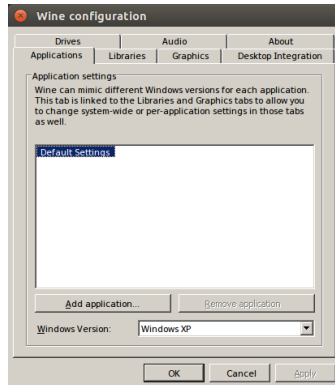 Wine configuration
Drives Audio About
Applications Libraries Graphics Desktop Integration
Application settings
Wine can mimic different Windows versions for each application.
This tab is linked to the Libraries and Graphics tabs to allow you
to change system-wide or per-application settings in those tabs
as well.
Default Settings
Add application... Remove application
Windows Version: Windows XP
OK Cancel Apply